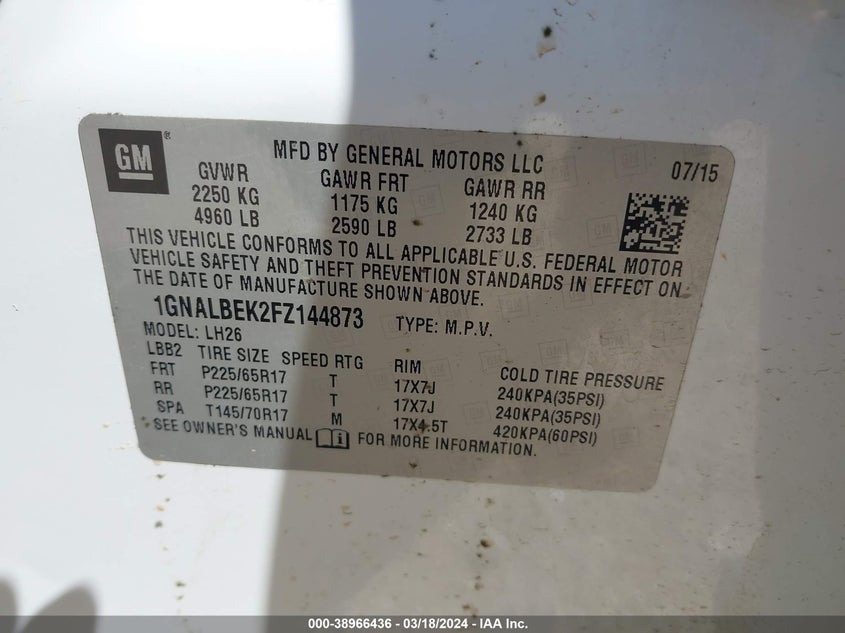 GM®
MFD BY GENERAL MOTORS LLC 07/15
GVWR GAWR FRT GAWR RR
2250 KG 1175 KG 1240 KG
4960 LB 2590 LB 2733 LB
THIS VEHICLE CONFORMS TO ALL APPLICABLE U.S. FEDERAL MOTOR
VEHICLE SAFETY AND THEFT PREVENTION STANDARDS IN EFFECT ON
THE DATE OF MANUFACTURE SHOWN ABOVE.
1GNALBEK2FZ144873 TYPE: M.P.V.
MODEL: LH26
LBB2 TIRE SIZE SPEED RTG RIM COLD TIRE PRESSURE
FRT P225/65R17 T 17X7J 240KPA(35PSI)
RR P225/65R17 T 17X7J 240KPA(35PSI)
SPA T145/70R17 M 17X4.5T 420KPA(60PSI)
SEE OWNER'S MANUAL FOR MORE INFORMATION.
000-38966436 - 03/18/2024 - IAA Inc.